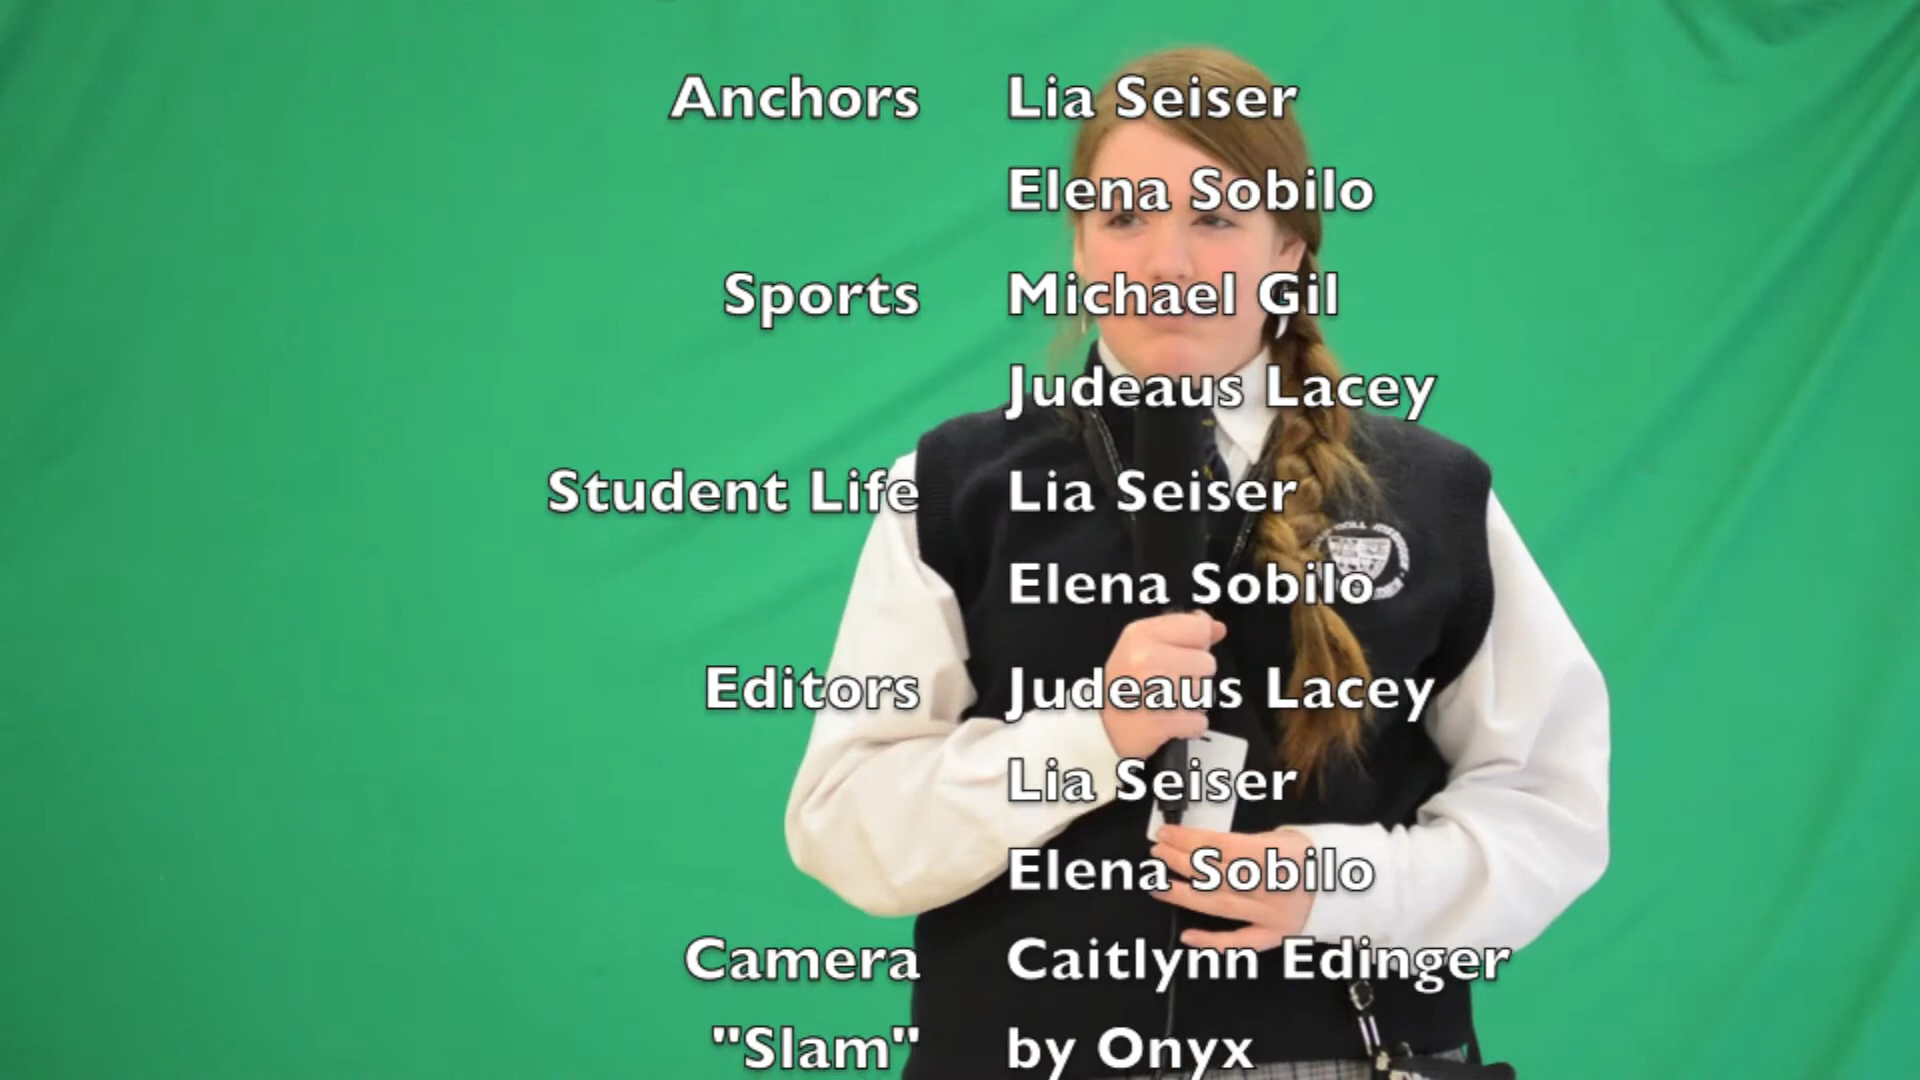 Anchors Lia Seiser
Elena Sobilo
Sports Michael Gil
Judeaus Lacey
Student Life Lia Seiser
Elena Sobilo
Editors Judeaus Lacey
Lia Seiser
Elena Sobilo
Camera Caitlynn Edinger
"Slam" by Onyx